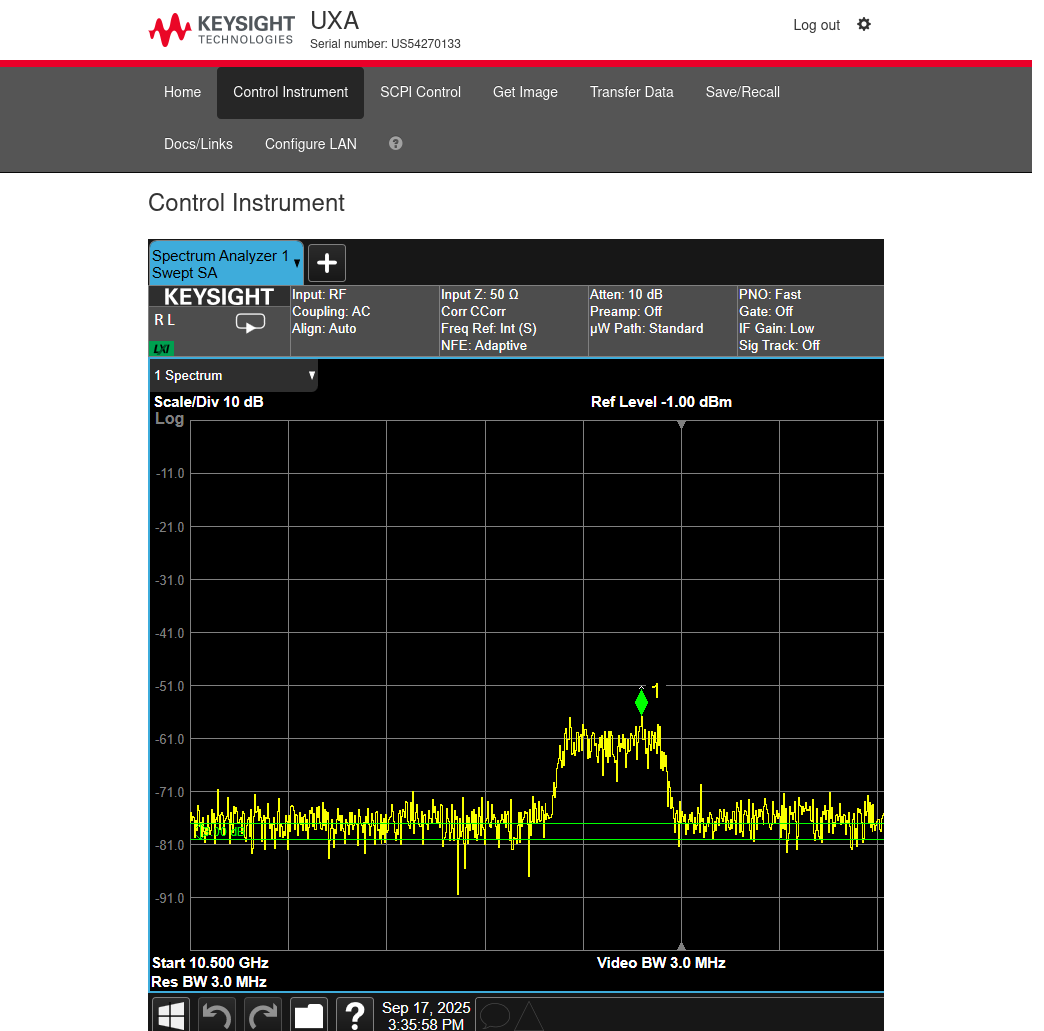 KEYSIGHT
TECHNOLOGIES
UXA
Serial number: US54270133
Log out
Home
Control Instrument
SCPI Control
Get Image
Transfer Data
Save/Recall
Docs/Links
Configure LAN
?
Control Instrument
Spectrum Analyzer 1
Swept SA
KEYSIGHT
R L
LXI
Input: RF
Coupling: AC
Align: Auto
Input Z: 50 Ω
Corr CCorr
Freq Ref: Int (S)
NFE: Adaptive
Atten: 10 dB
Preamp: Off
µW Path: Standard
PNO: Fast
Gate: Off
IF Gain: Low
Sig Track: Off
1 Spectrum
Scale/Div 10 dB
Ref Level -1.00 dBm
Log
-11.0
-21.0
-31.0
-41.0
-51.0
1
-61.0
-71.0
-81.0
-91.0
Start 10.500 GHz
Video BW 3.0 MHz
Res BW 3.0 MHz
?
Sep 17, 2025
3:35:58 PM